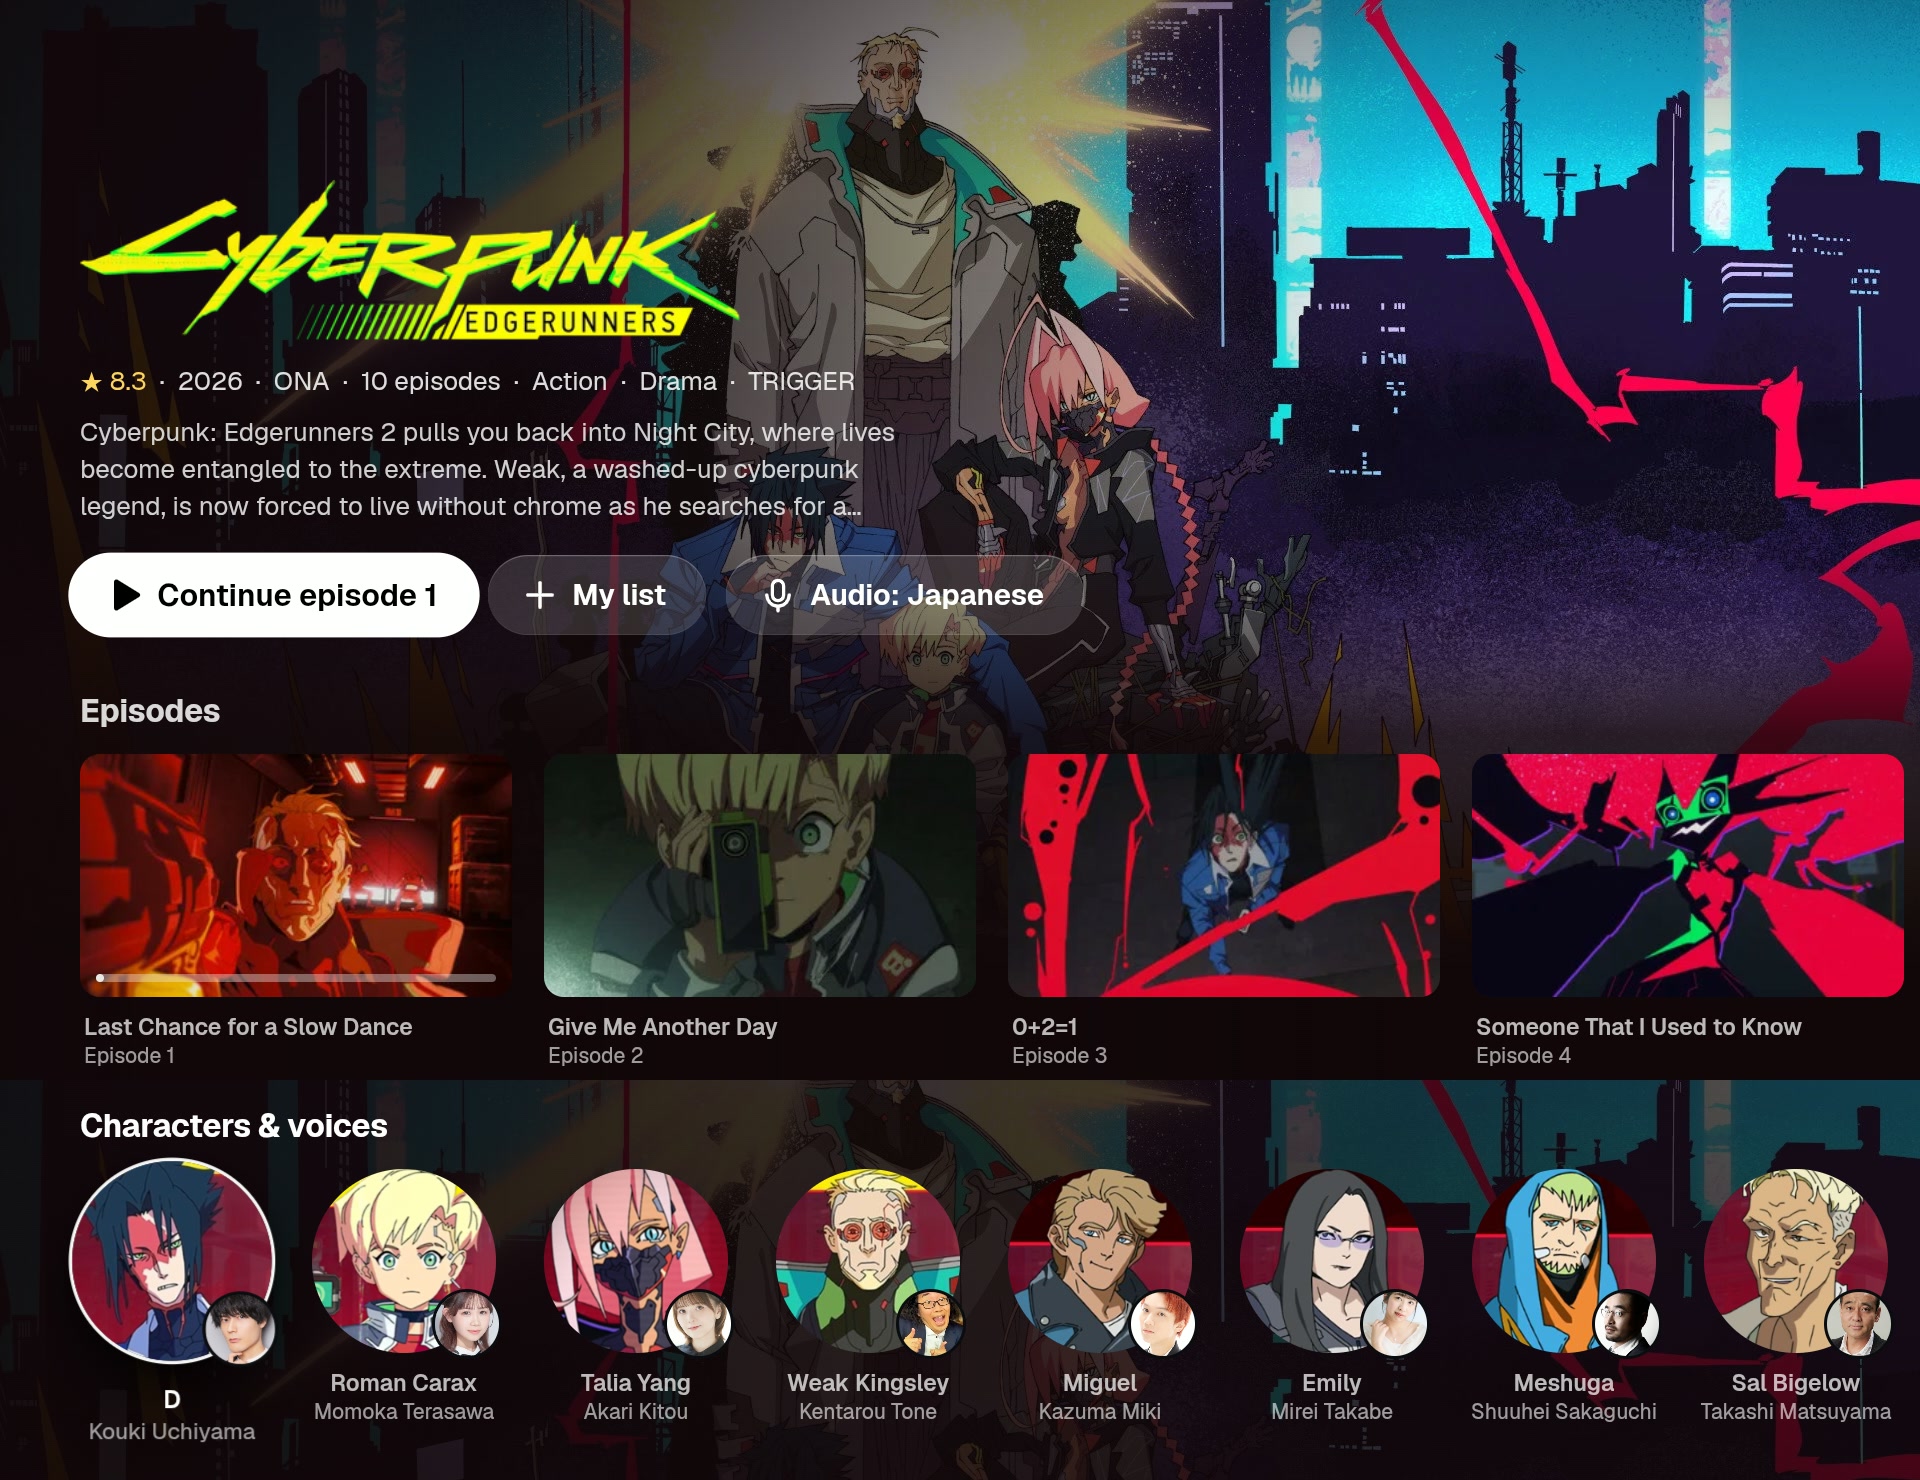 Cyberpunk
EDGERUNNERS
★ 8.3 · 2026 · ONA · 10 episodes · Action · Drama · TRIGGER
Cyberpunk: Edgerunners 2 pulls you back into Night City, where lives
become entangled to the extreme. Weak, a washed-up cyberpunk
legend, is now forced to live without chrome as he searches for a...
Continue episode 1
My list
Audio: Japanese
Episodes
Last Chance for a Slow Dance
Episode 1
Give Me Another Day
Episode 2
0+2=1
Episode 3
Someone That I Used to Know
Episode 4
Characters & voices
D
Kouki Uchiyama
Roman Carax
Momoka Terasawa
Talia Yang
Akari Kitou
Weak Kingsley
Kentarou Tone
Miguel
Kazuma Miki
Emily
Mirei Takabe
Meshuga
Shuuhei Sakaguchi
Sal Bigelow
Takashi Matsuyama